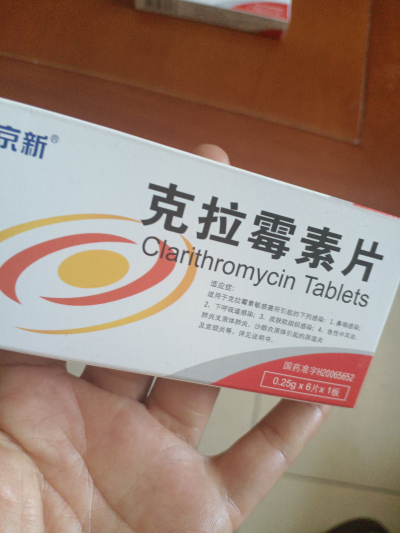 京新®
克拉霉素片
Clarithromycin Tablets
适应症：
适用于克拉霉素敏感菌所引起的下列感染：1、鼻咽感染；
2、下呼吸道感染；3、皮肤软组织感染；4、急性中耳炎、
肺炎支原体肺炎、沙眼衣原体引起的尿道炎
及宫颈炎等。详见说明书。
国药准字H20065652
0.25g x 6片x 1板